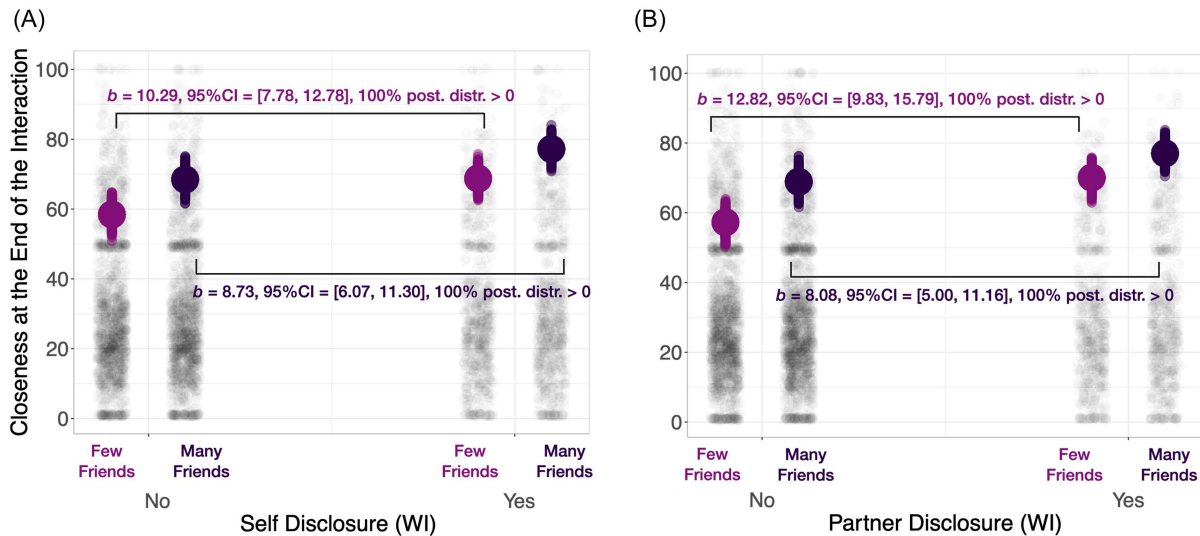 (A)
Closeness at the End of the Interaction
100
80
60
40
20
0
b = 10.29, 95%CI = [7.78, 12.78], 100% post. distr. > 0
b = 8.73, 95%CI = [6.07, 11.30], 100% post. distr. > 0
Few
Friends
Many
Friends
Few
Friends
Many
Friends
No
Yes
Self Disclosure (WI)
(B)
100
80
60
40
20
0
b = 12.82, 95%CI = [9.83, 15.79], 100% post. distr. > 0
b = 8.08, 95%CI = [5.00, 11.16], 100% post. distr. > 0
Few
Friends
Many
Friends
Few
Friends
Many
Friends
No
Yes
Partner Disclosure (WI)